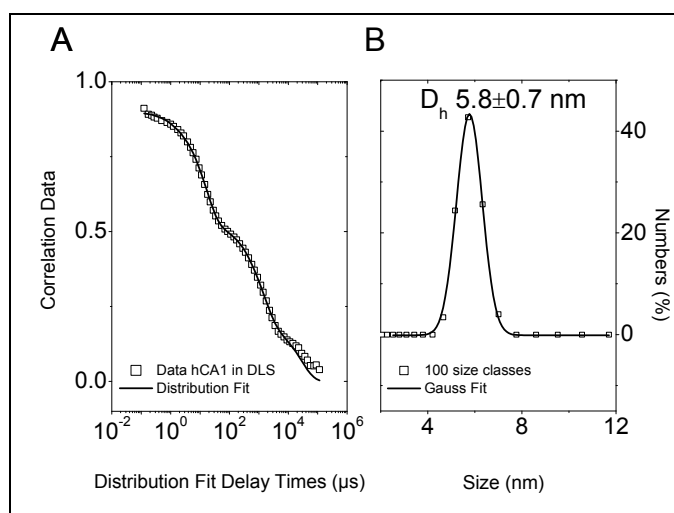 A
B
1.0
0.5
0.0
Correlation Data
Data hCA1 in DLS
Distribution Fit
10⁻² 10⁰ 10² 10⁴ 10⁶
Distribution Fit Delay Times (µs)
Dₕ 5.8±0.7 nm
40
20
0
Numbers (%)
100 size classes
Gauss Fit
4 8 12
Size (nm)